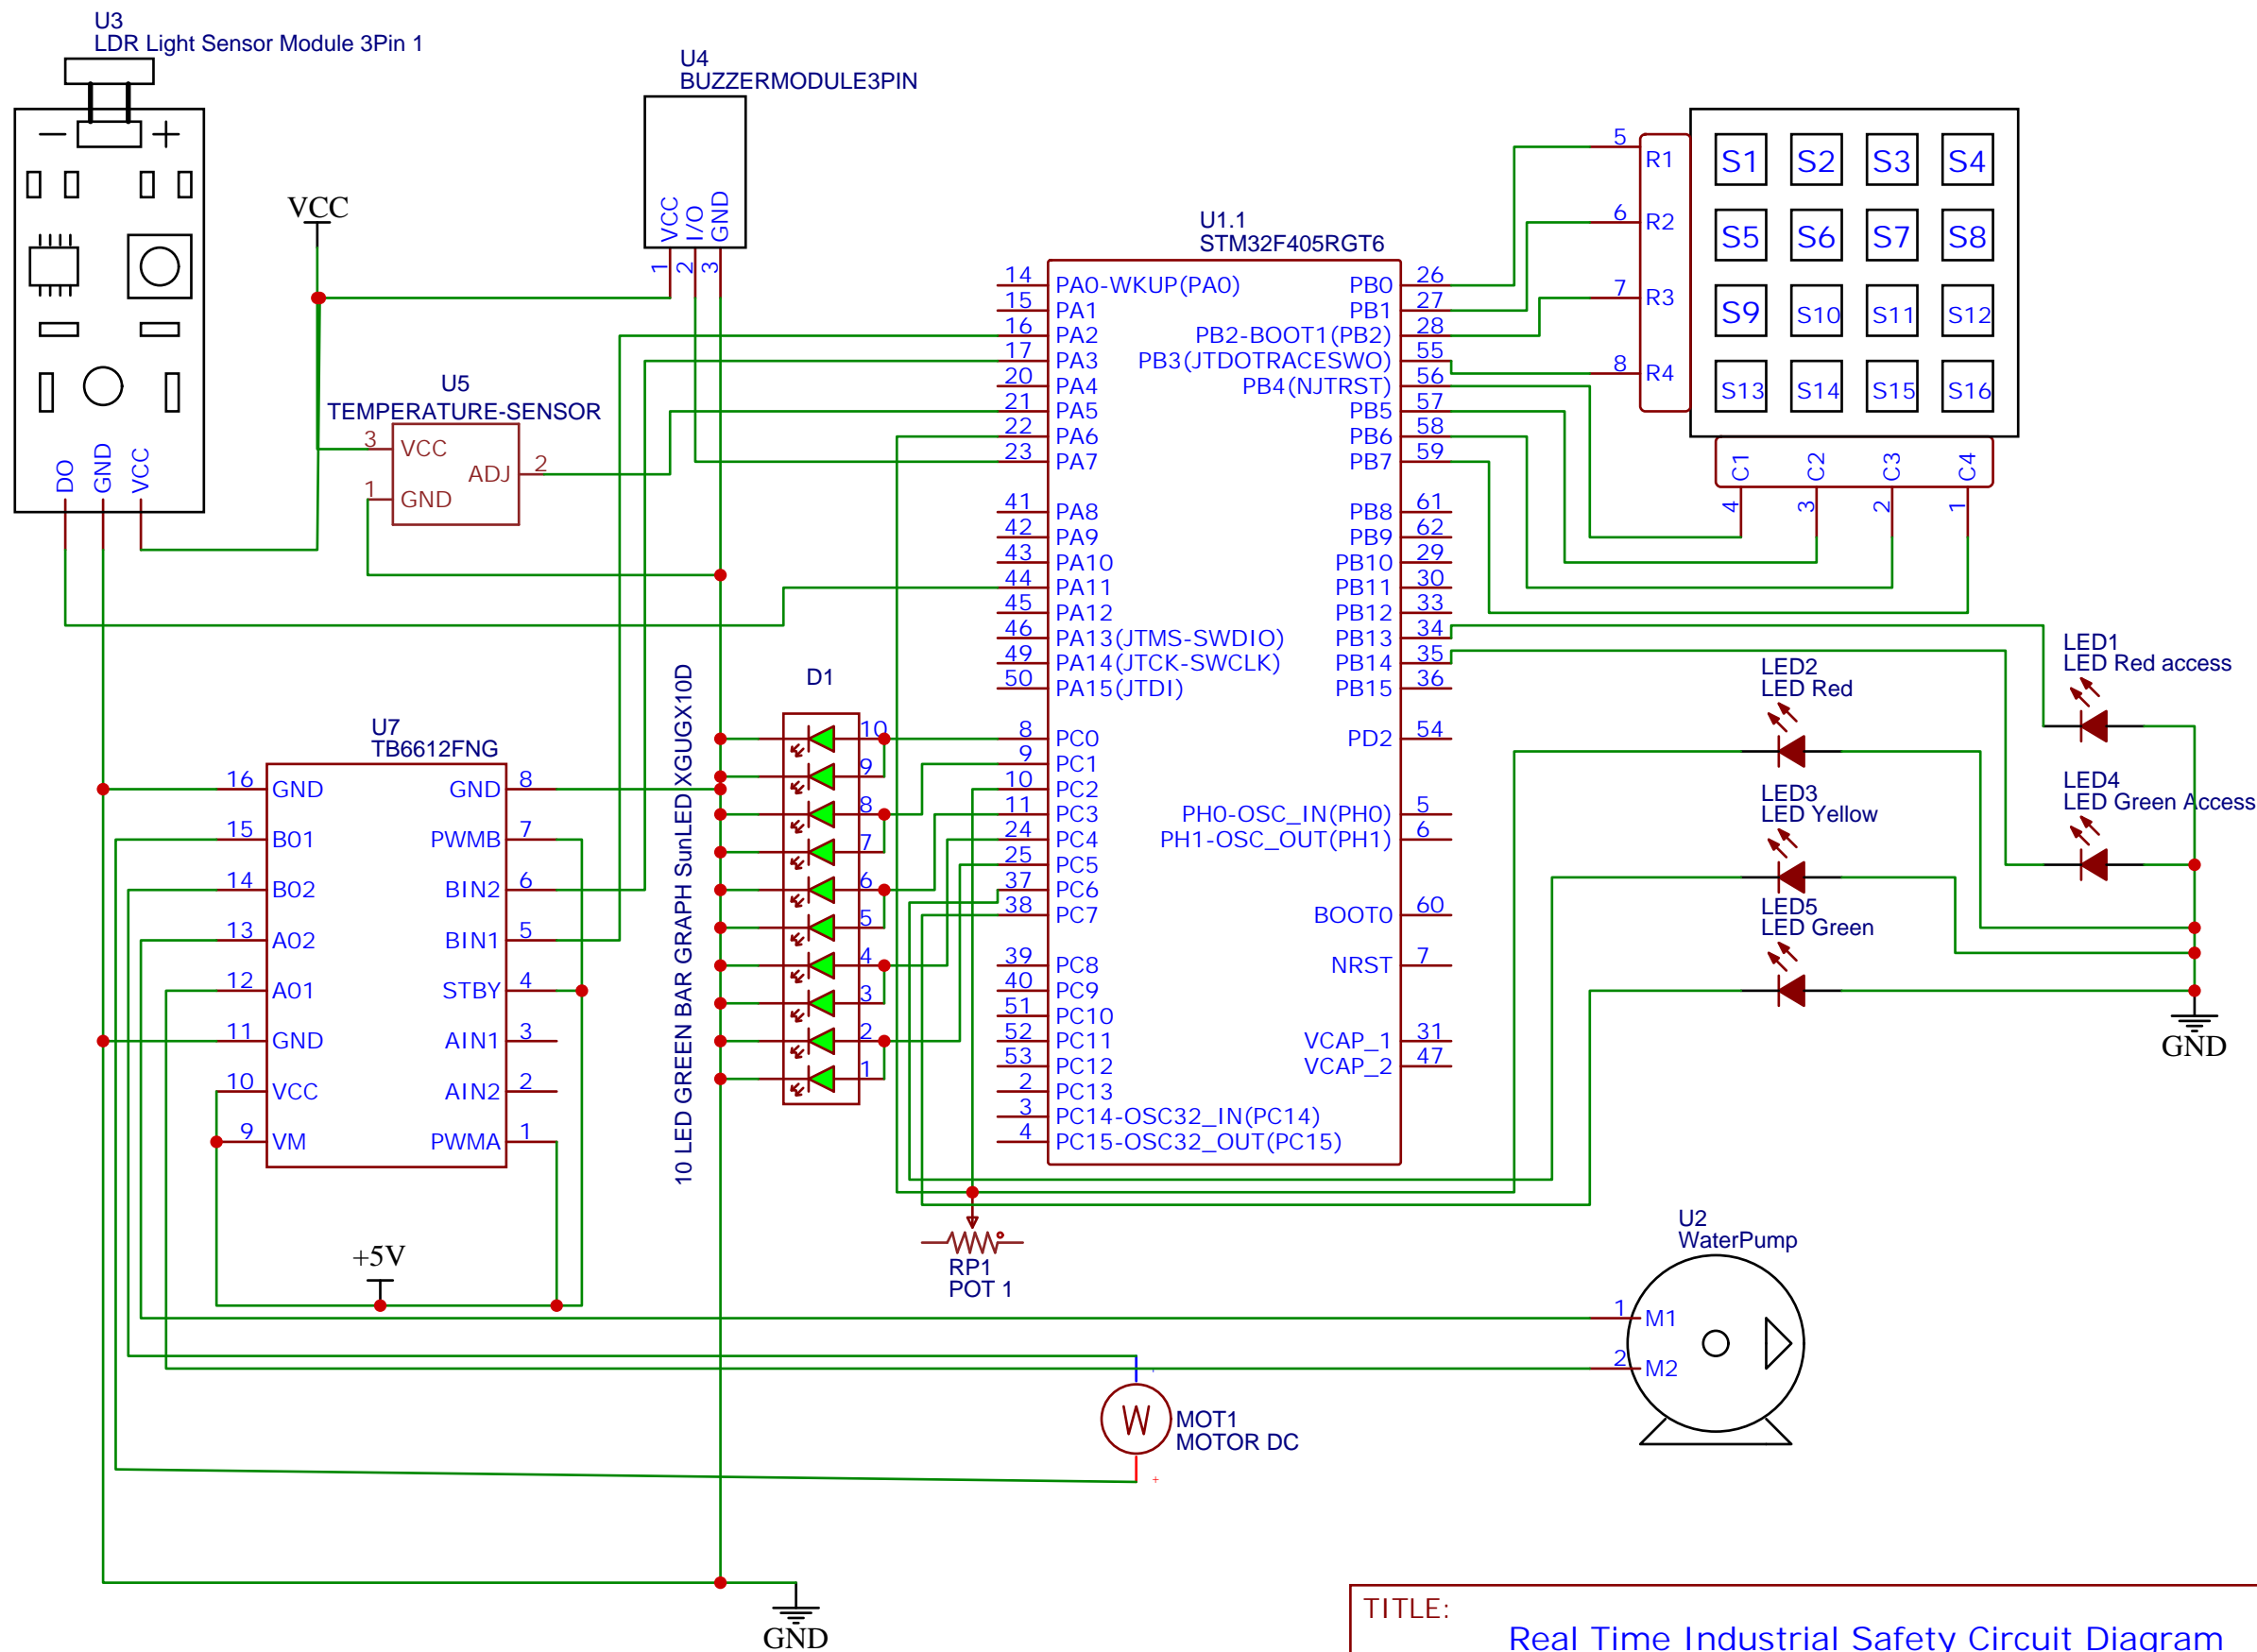 U3
LDR Light Sensor Module 3Pin 1
DO
GND
VCC
VCC
U4
BUZZERMODULE3PIN
VCC
I/O
GND
1
2
3
U5
TEMPERATURE-SENSOR
3 VCC
ADJ 2
1 GND
U1.1
STM32F405RGT6
14 PA0-WKUP(PA0) PB0 26
15 PA1 PB1 27
16 PA2 PB2-BOOT1(PB2) 28
17 PA3 PB3(JTDOTRACESWO) 55
20 PA4 PB4(NJTRST) 56
21 PA5 PB5 57
22 PA6 PB6 58
23 PA7 PB7 59
41 PA8 PB8 61
42 PA9 PB9 62
43 PA10 PB10 29
44 PA11 PB11 30
45 PA12 PB12 33
46 PA13(JTMS-SWDIO) PB13 34
49 PA14(JTCK-SWCLK) PB14 35
50 PA15(JTDI) PB15 36
8 PC0 PD2 54
9 PC1
10 PC2
11 PC3 PH0-OSC_IN(PH0) 5
24 PC4 PH1-OSC_OUT(PH1) 6
25 PC5
37 PC6
38 PC7 BOOT0 60
39 PC8 NRST 7
40 PC9
51 PC10
52 PC11 VCAP_1 31
53 PC12 VCAP_2 47
2 PC13
3 PC14-OSC32_IN(PC14)
4 PC15-OSC32_OUT(PC15)
5 R1
6 R2
7 R3
8 R4
S1 S2 S3 S4
S5 S6 S7 S8
S9 S10 S11 S12
S13 S14 S15 S16
C1 C2 C3 C4
4 3 2 1
LED1
LED Red access
LED2
LED Red
LED4
LED Green Access
LED3
LED Yellow
LED5
LED Green
GND
U7
TB6612FNG
16 GND GND 8
15 B01 PWMB 7
14 B02 BIN2 6
13 A02 BIN1 5
12 A01 STBY 4
11 GND AIN1 3
10 VCC AIN2 2
9 VM PWMA 1
+5V
D1
10 LED GREEN BAR GRAPH SunLED XGUGX10D
10
9
8
7
6
5
4
3
2
1
RP1
POT 1
U2
WaterPump
1 M1
2 M2
W
MOT1
MOTOR DC
+
GND
TITLE:
Real Time Industrial Safety Circuit Diagram